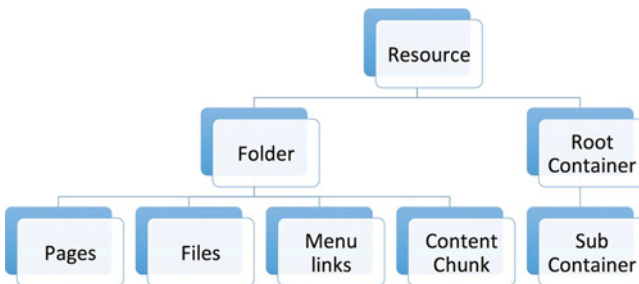 Resource
Folder
Root
Container
Pages
Files
Menu
links
Content
Chunk
Sub
Container